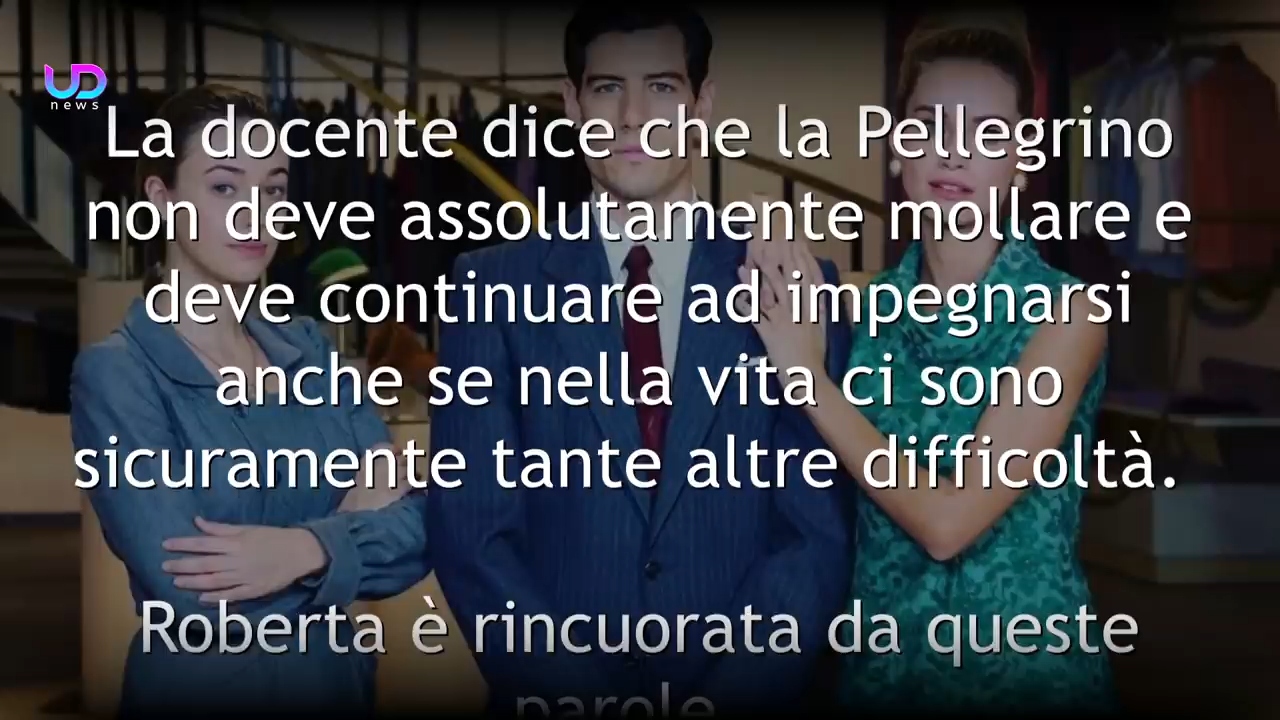 UD
news
La docente dice che la Pellegrino
non deve assolutamente mollare e
deve continuare ad impegnarsi
anche se nella vita ci sono
sicuramente tante altre difficoltà.
Roberta è rincuorata da queste
parole